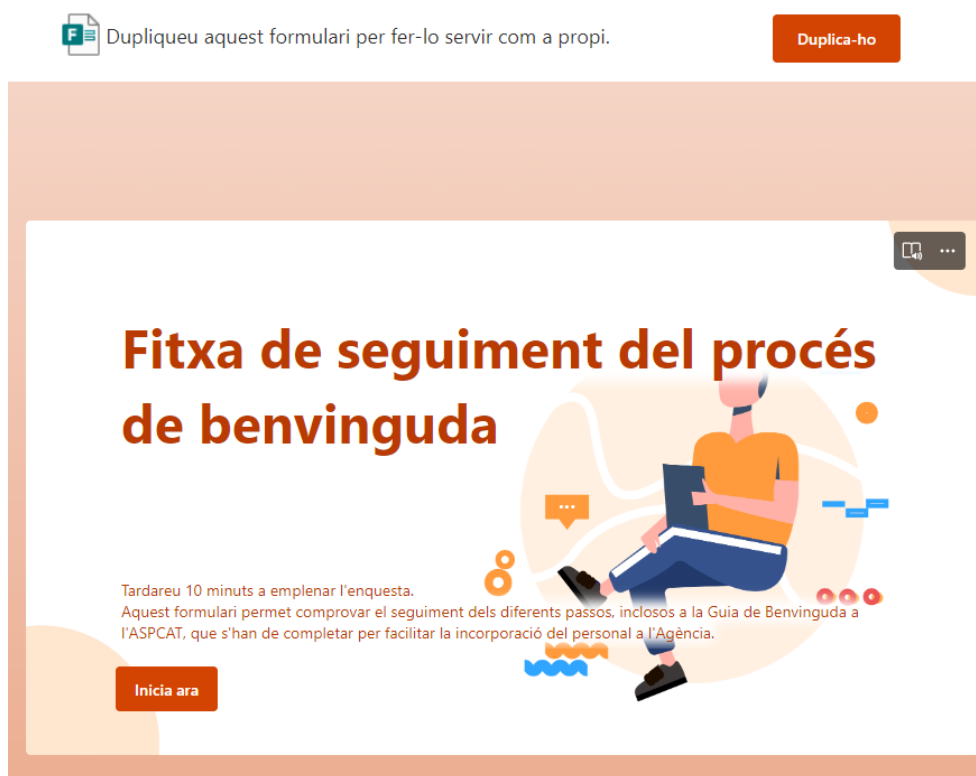 Dupliqueu aquest formulari per fer-lo servir com a propi.
Duplica-ho
Fitxa de seguiment del procés
de benvinguda
Tardareu 10 minuts a emplenar l'enquesta.
Aquest formulari permet comprovar el seguiment dels diferents passos, inclosos a la Guia de Benvinguda a
l'ASPCAT, que s'han de completar per facilitar la incorporació del personal a l'Agència.
Inicia ara